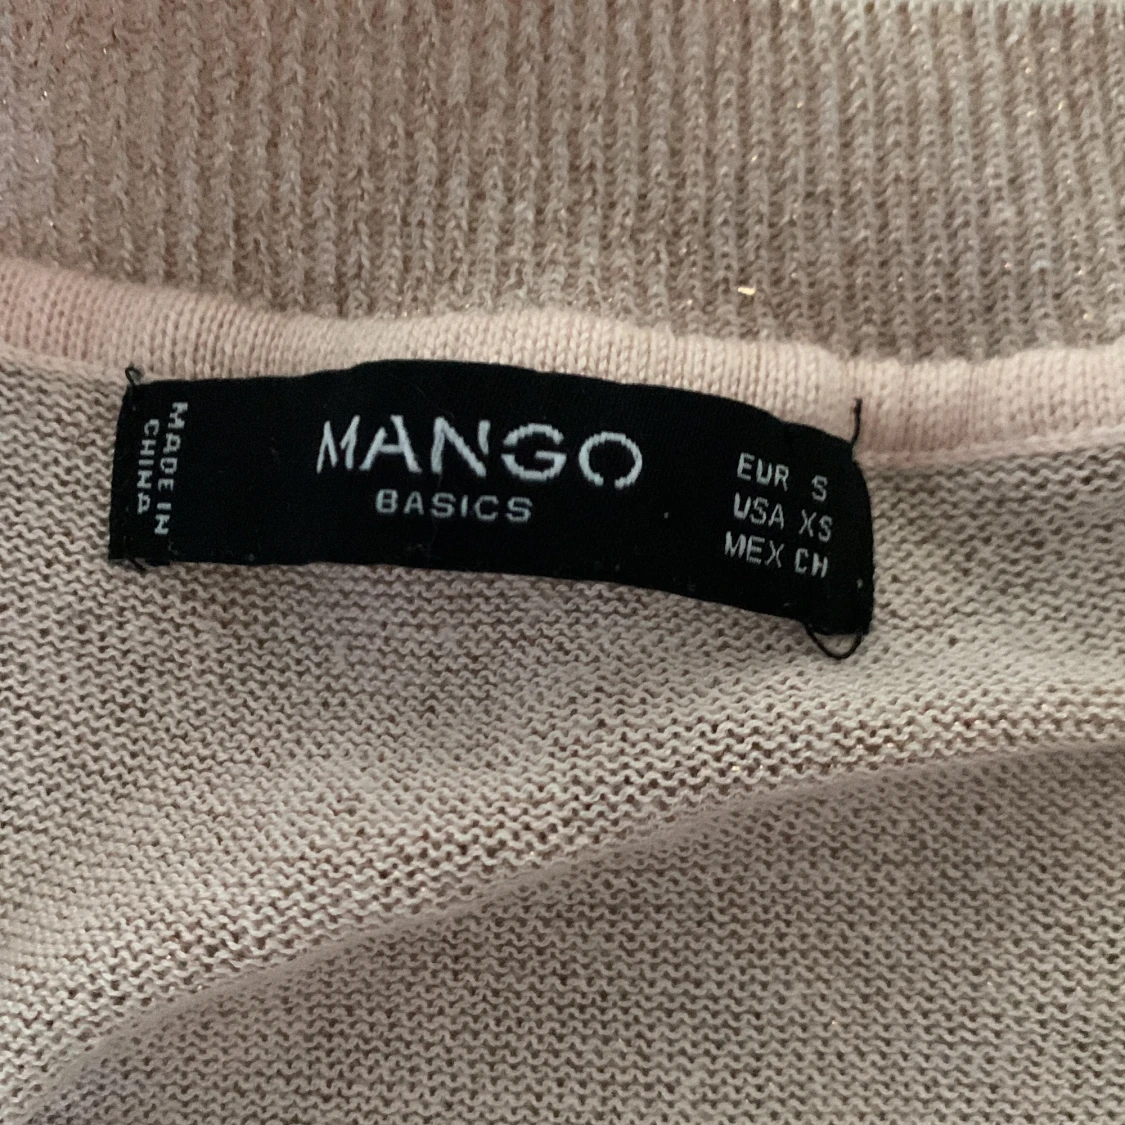 MADE IN
CHINA
MANGO
BASICS
EUR S
USA XS
MEX CH